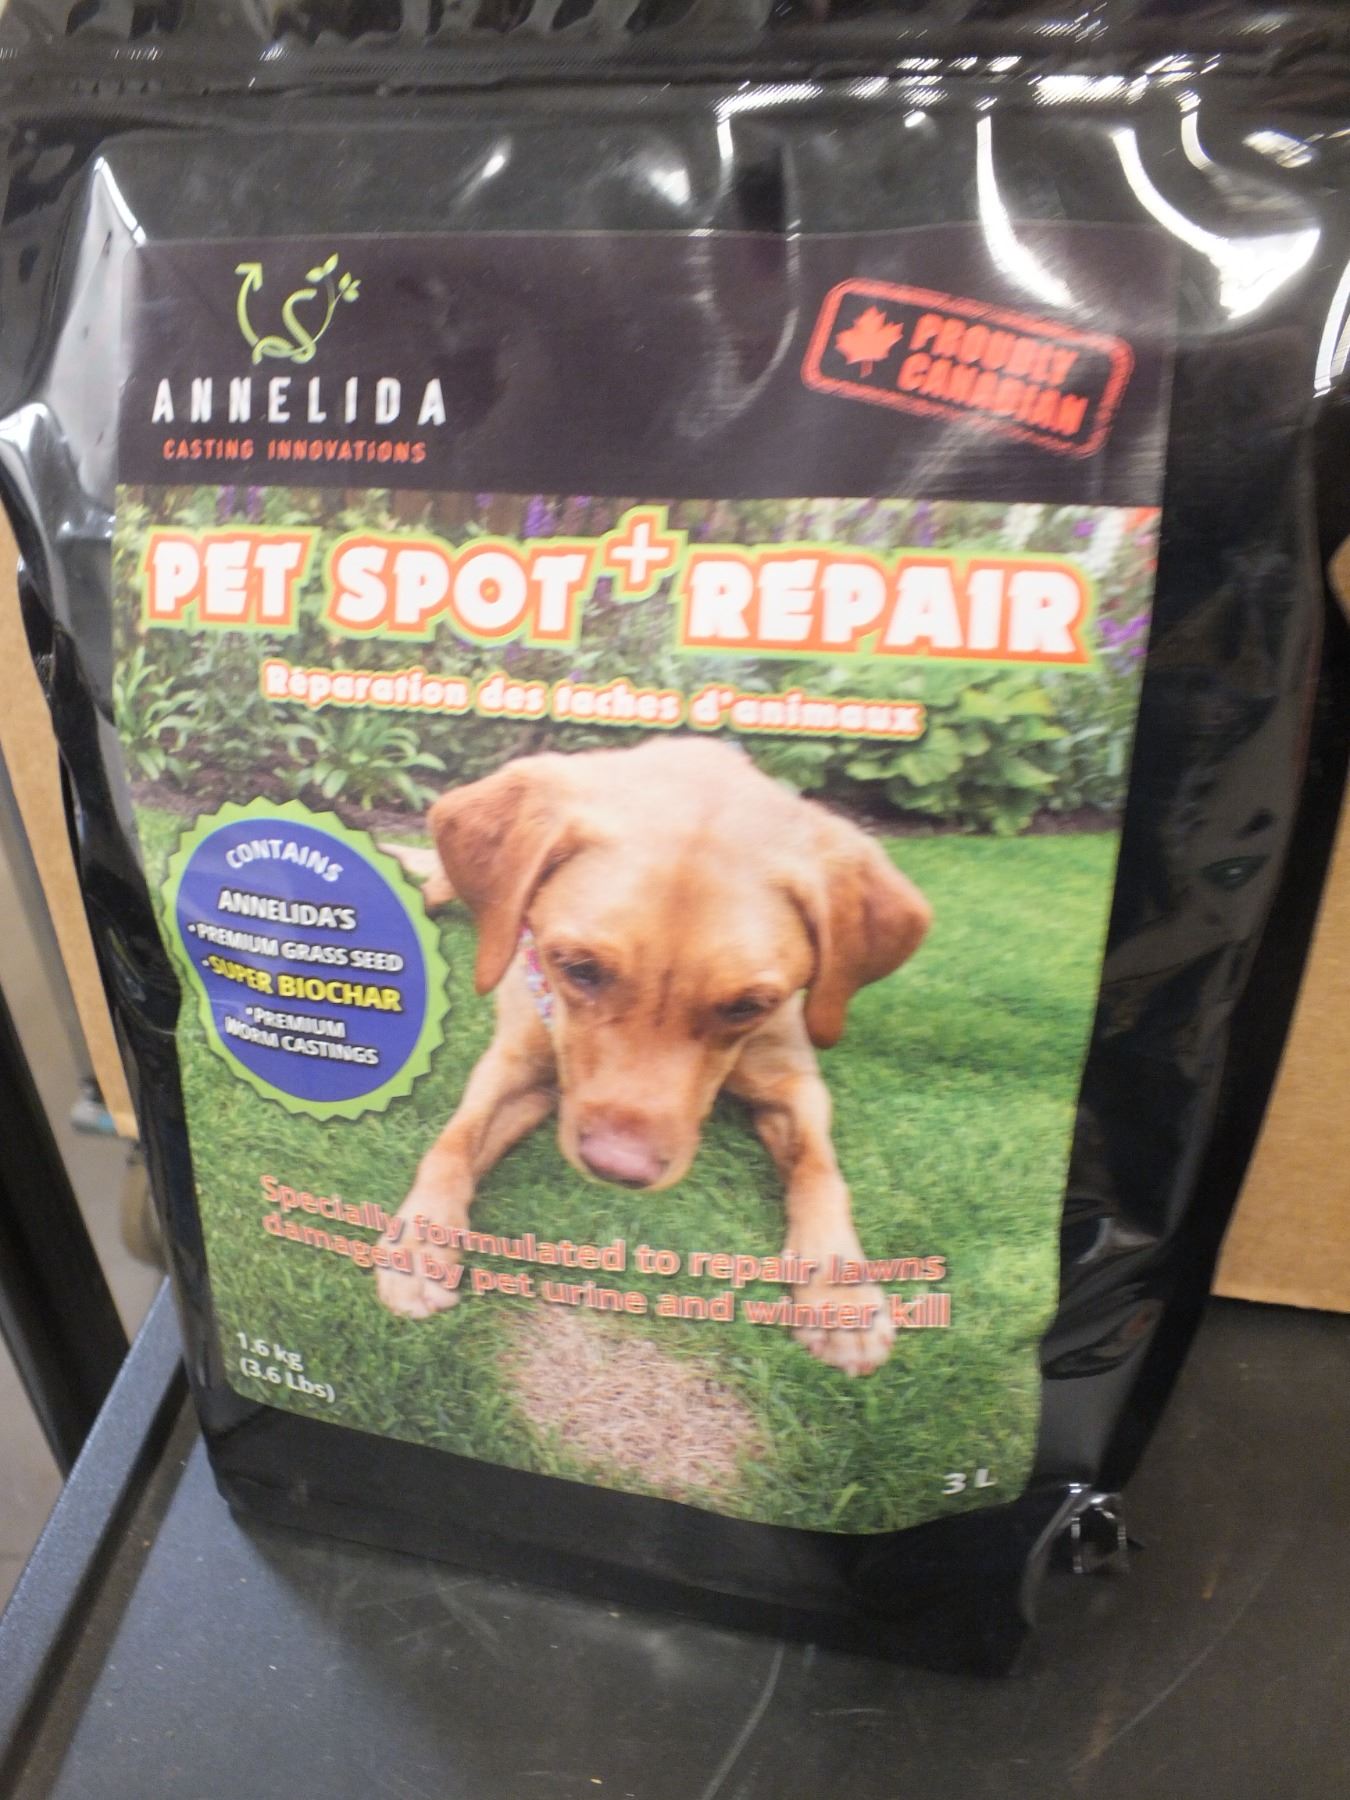 ANNELIDA
CASTING INNOVATIONS
PROUDLY
CANADIAN
PET SPOT + REPAIR
Réparation des taches d'animaux
CONTAINS
ANNELIDA'S
• PREMIUM GRASS SEED
• SUPER BIOCHAR
• PREMIUM
WORM CASTINGS
Specially formulated to repair lawns
damaged by pet urine and winter kill
1.6 kg
(3.6 Lbs)
3 L